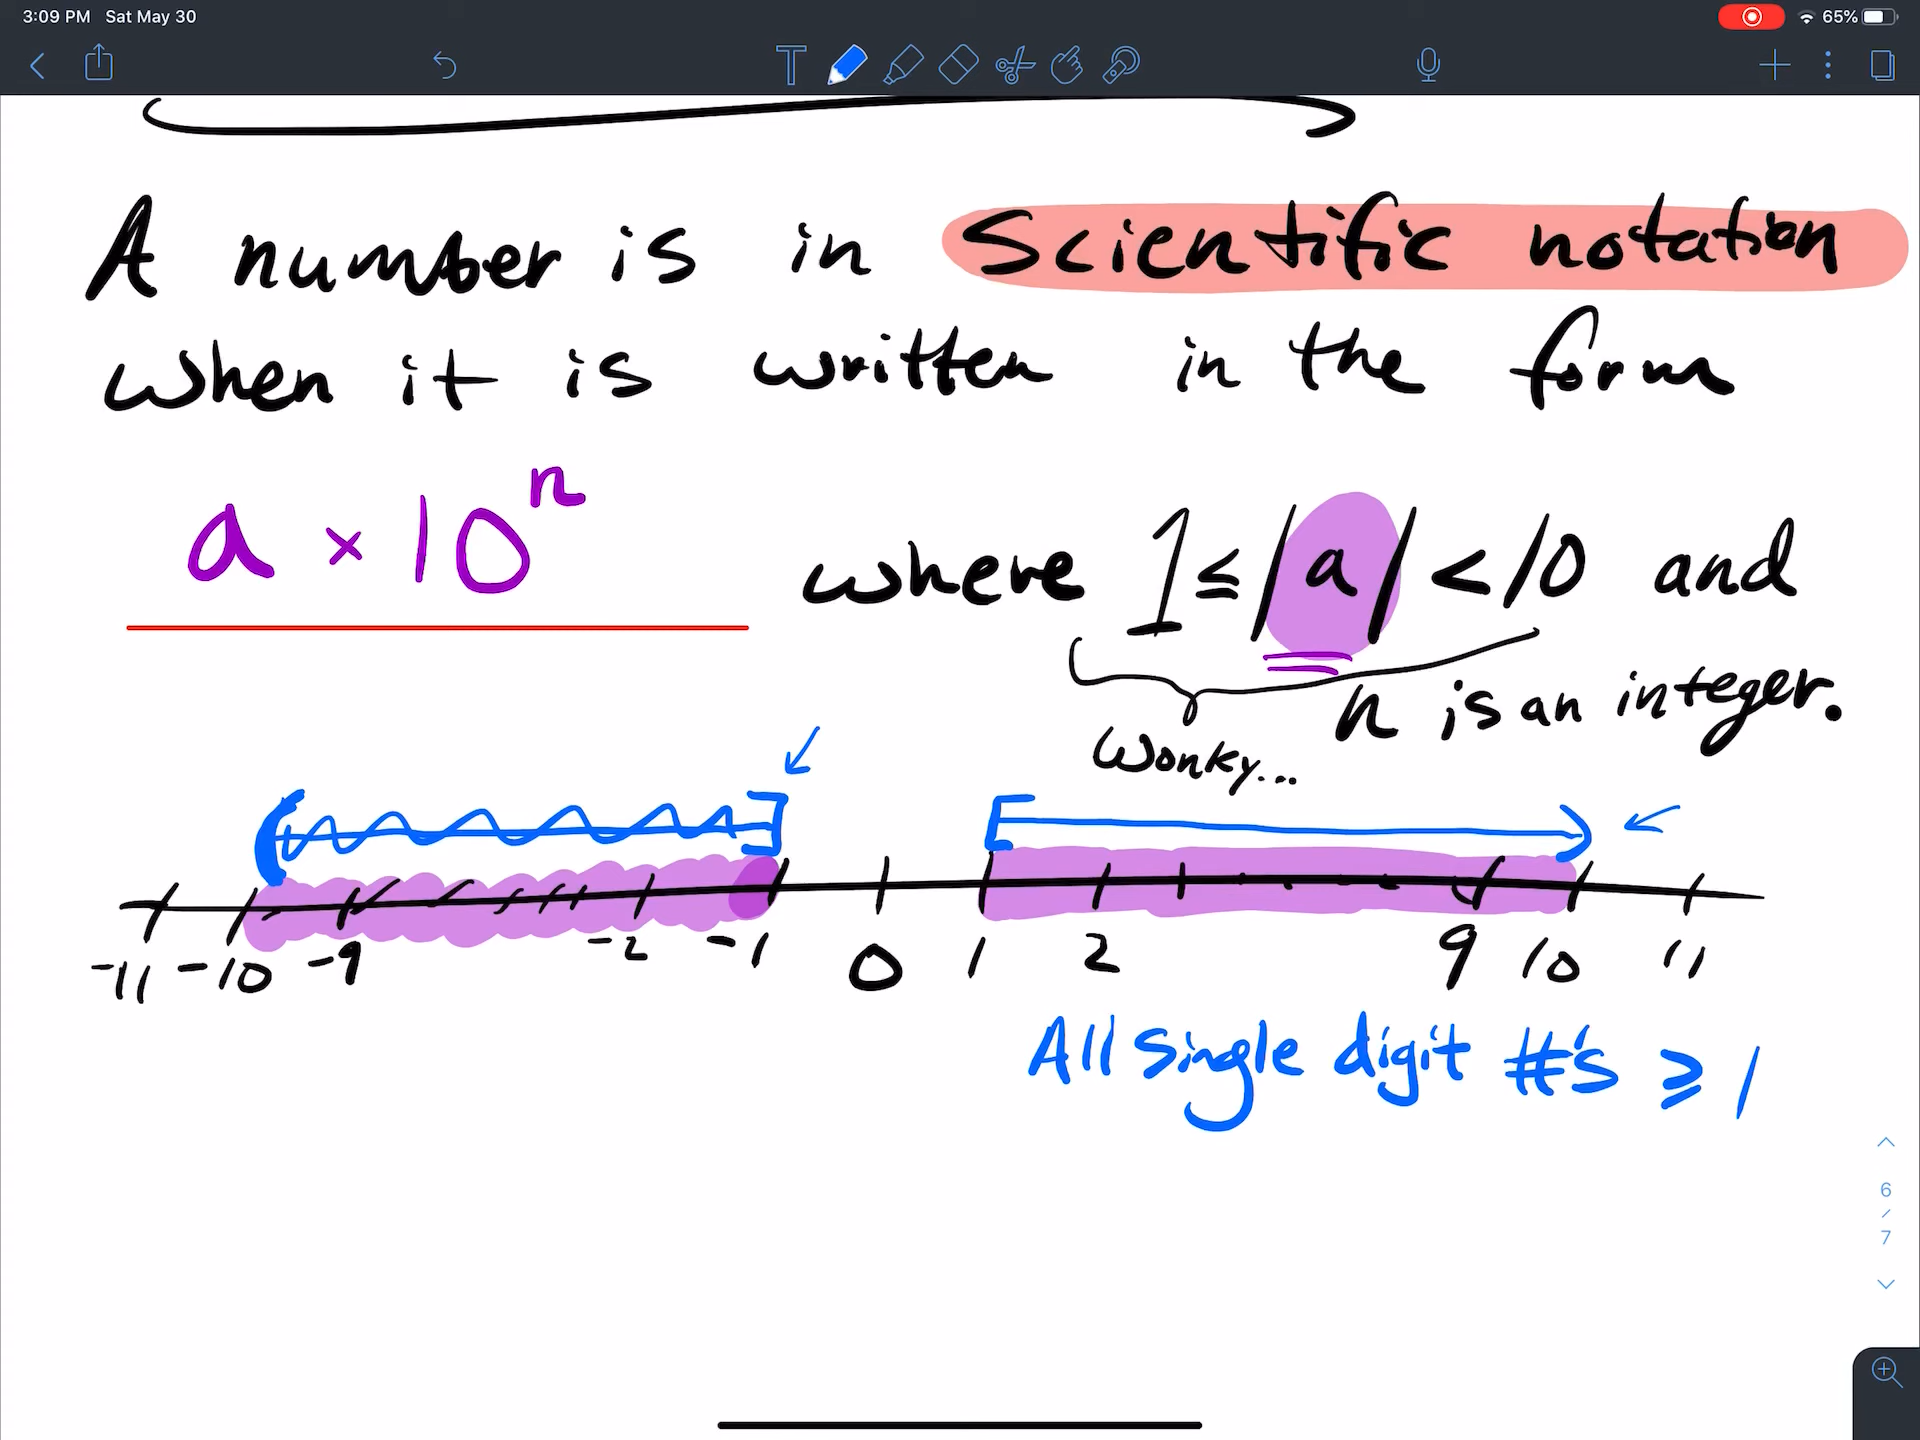 3:09 PM Sat May 30
65%
T
A number is in scientific notation
when it is written in the form
a × 10ⁿ where 1 ≤ |a| < 10 and
n is an integer.
Wonky...
-11 -10 -9 -2 -1 0 1 2 9 10 11
All single digit #'s ≥ 1
6
/
7